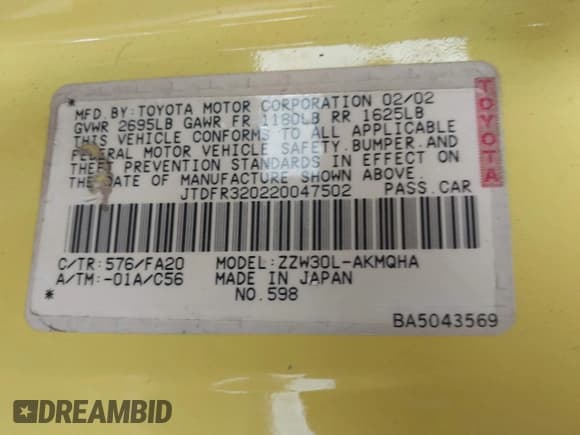 *
MFD.BY:TOYOTA MOTOR CORPORATION 02/02
GVWR 2695LB GAWR FR 1180LB RR 1625LB
THIS VEHICLE CONFORMS TO ALL APPLICABLE
FEDERAL MOTOR VEHICLE SAFETY.BUMPER.AND
THEFT PREVENTION STANDARDS IN EFFECT ON
THE DATE OF MANUFACTURE SHOWN ABOVE.
JTDFR320220047502 PASS.CAR
TOYOTA
C/TR:576/FA20 MODEL:ZZW30L-AKMQHA
A/TM:-01A/C56 MADE IN JAPAN
* NO.598
BA5043569
DREAMBID